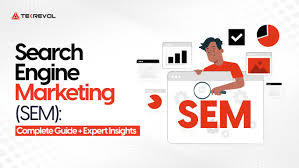 TEKREVOL
Search
Engine
Marketing
(SEM):
Complete Guide + Expert Insights
SEM